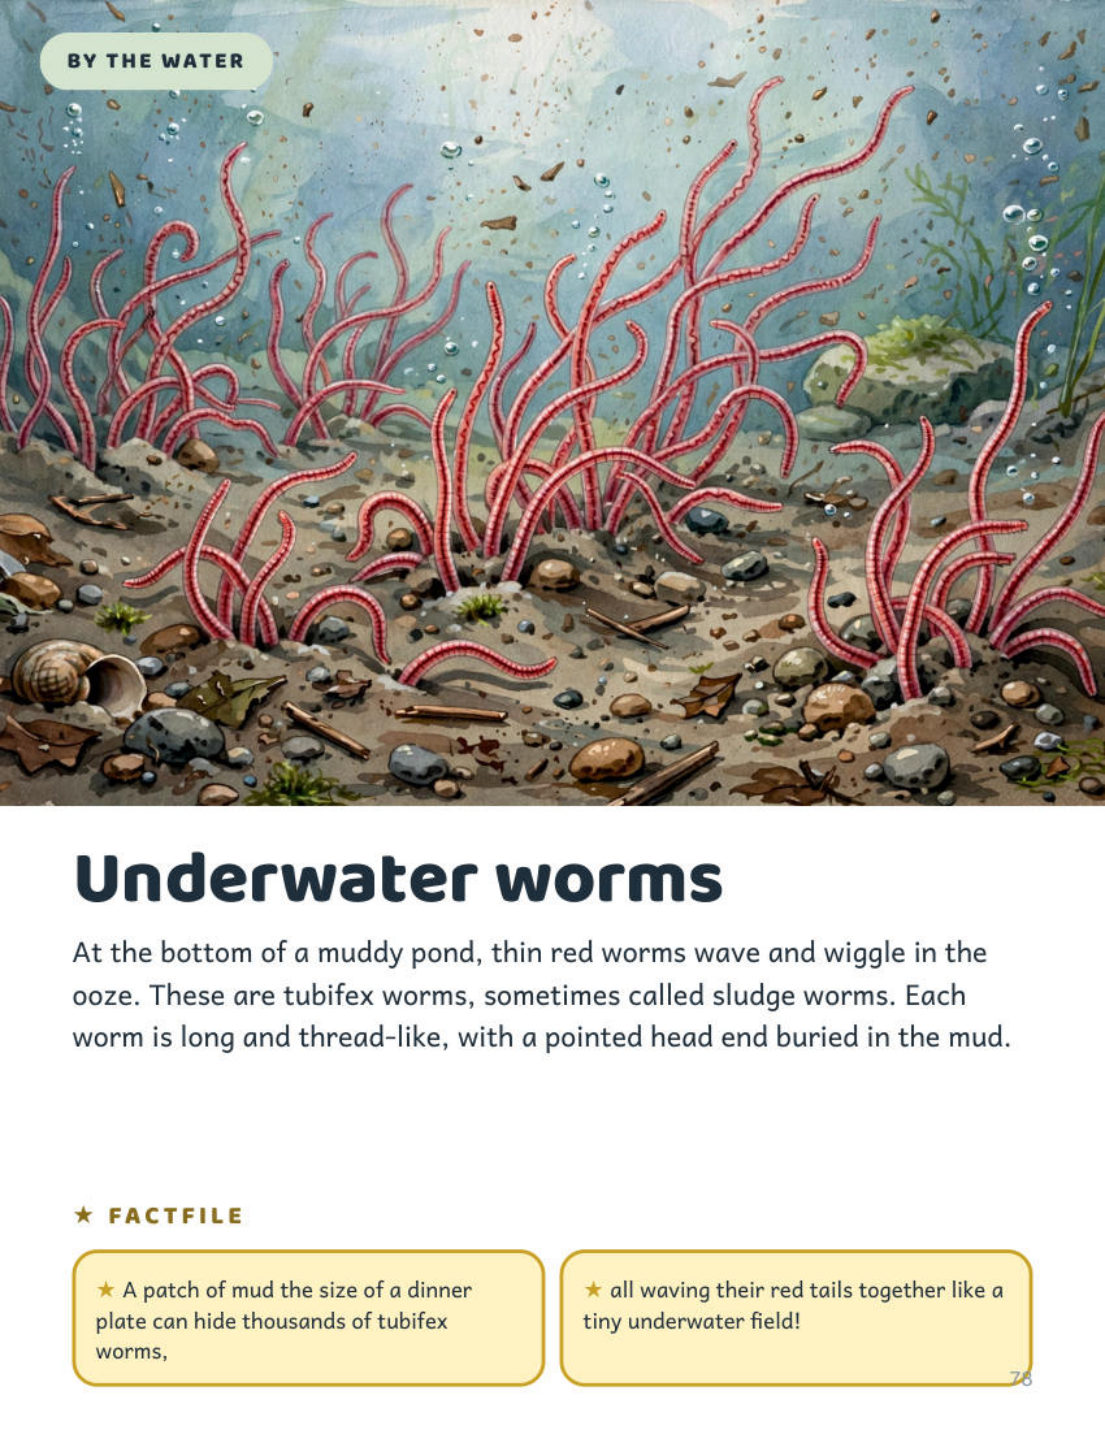 BY THE WATER
Underwater worms
At the bottom of a muddy pond, thin red worms wave and wiggle in the
ooze. These are tubifex worms, sometimes called sludge worms. Each
worm is long and thread-like, with a pointed head end buried in the mud.
★ FACTFILE
★ A patch of mud the size of a dinner
plate can hide thousands of tubifex
worms,
★ all waving their red tails together like a
tiny underwater field!
78